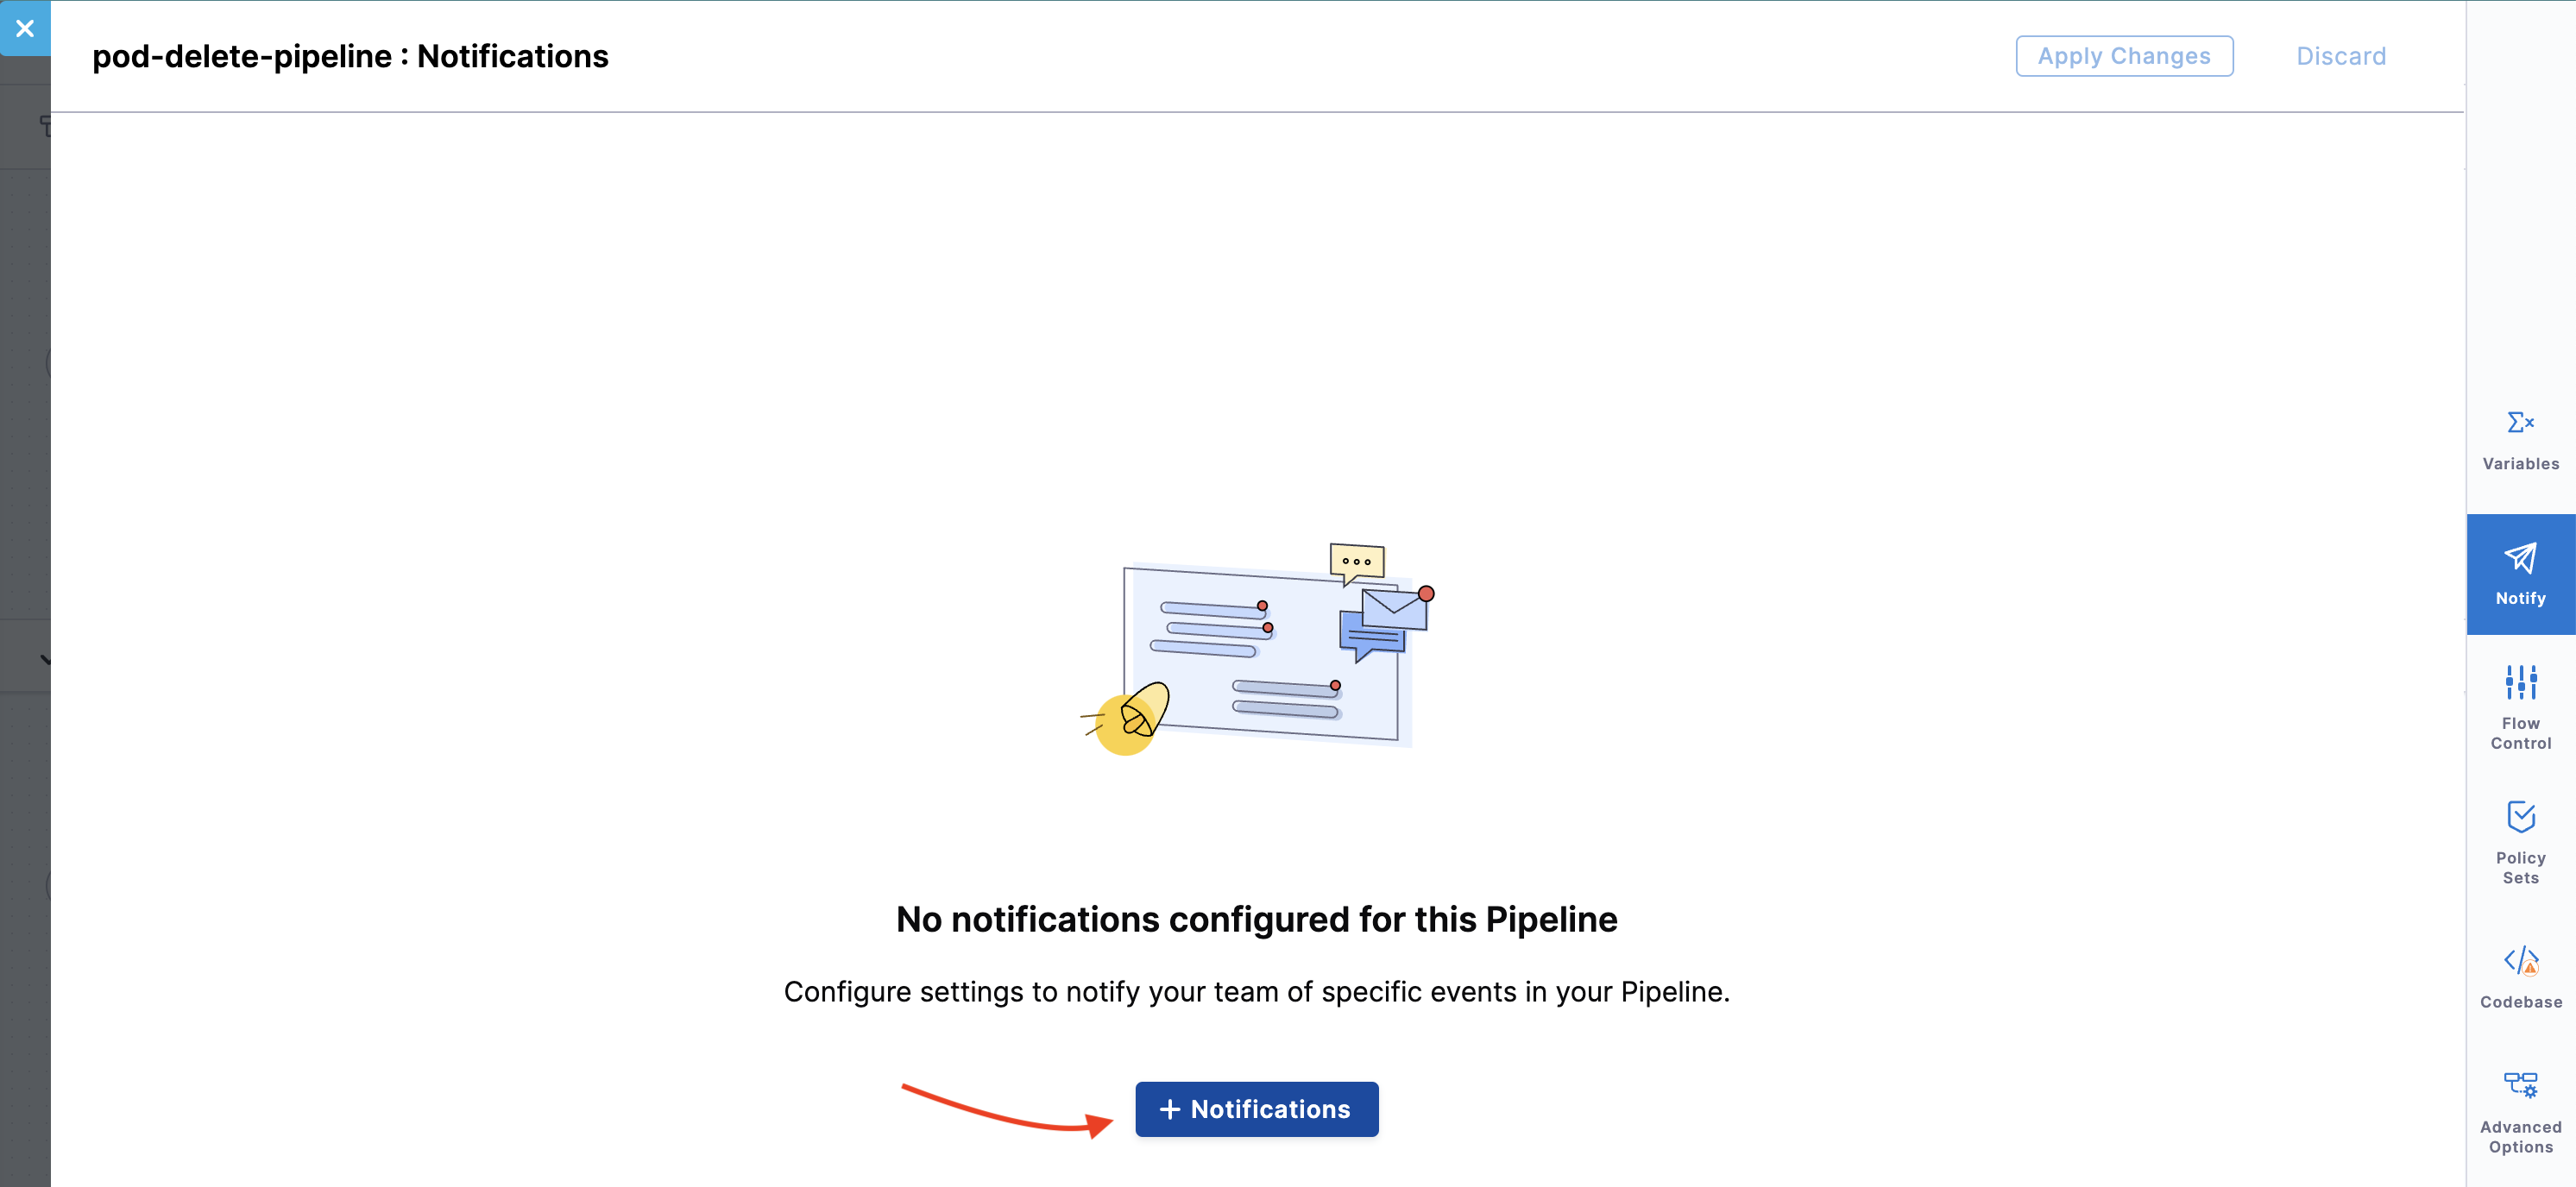 pod-delete-pipeline : Notifications
Apply Changes
Discard
Variables
Notify
Flow
Control
Policy
Sets
Codebase
Advanced
Options
No notifications configured for this Pipeline
Configure settings to notify your team of specific events in your Pipeline.
+ Notifications